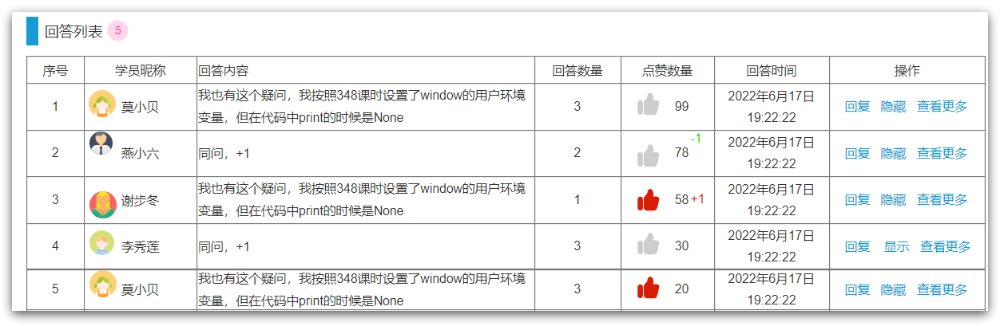 回答列表 5
序号 学员昵称 回答内容 回答数量 点赞数量 回答时间 操作
1 莫小贝 我也有这个疑问，我按照348课时设置了window的用户环境 3 99 2022年6月17日 回复 隐藏 查看更多
变量，但在代码中print的时候是None 19:22:22
-1
2 燕小六 同问，+1 2 78 2022年6月17日 回复 隐藏 查看更多
19:22:22
3 谢步冬 我也有这个疑问，我按照348课时设置了window的用户环境 1 58 +1 2022年6月17日 回复 隐藏 查看更多
变量，但在代码中print的时候是None 19:22:22
4 李秀莲 同问，+1 3 30 2022年6月17日 回复 显示 查看更多
19:22:22
5 莫小贝 我也有这个疑问，我按照348课时设置了window的用户环境 3 20 2022年6月17日 回复 隐藏 查看更多
变量，但在代码中print的时候是None 19:22:22